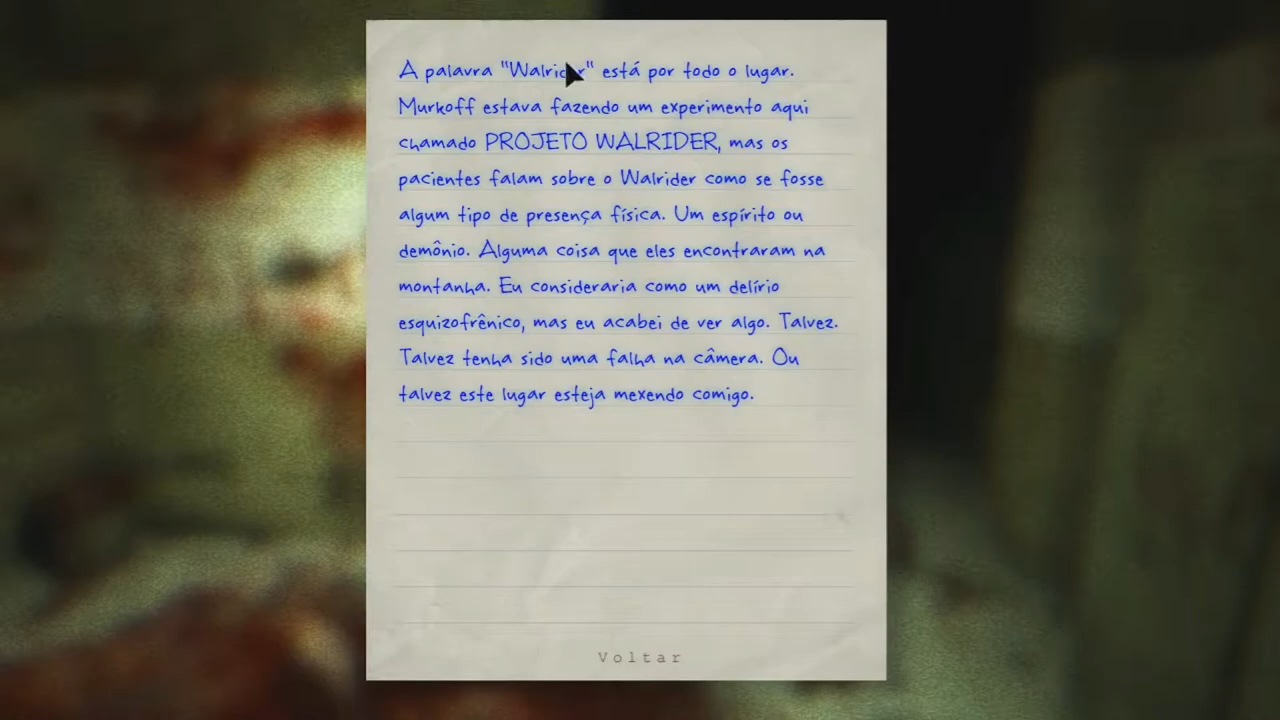 A palavra "Walrider" está por todo o lugar.
Murkoff estava fazendo um experimento aqui
chamado PROJETO WALRIDER, mas os
pacientes falam sobre o Walrider como se fosse
algum tipo de presença física. Um espírito ou
demônio. Alguma coisa que eles encontraram na
montanha. Eu consideraria como um delírio
esquizofrênico, mas eu acabei de ver algo. Talvez.
Talvez tenha sido uma falha na câmera. Ou
talvez este lugar esteja mexendo comigo.
Voltar